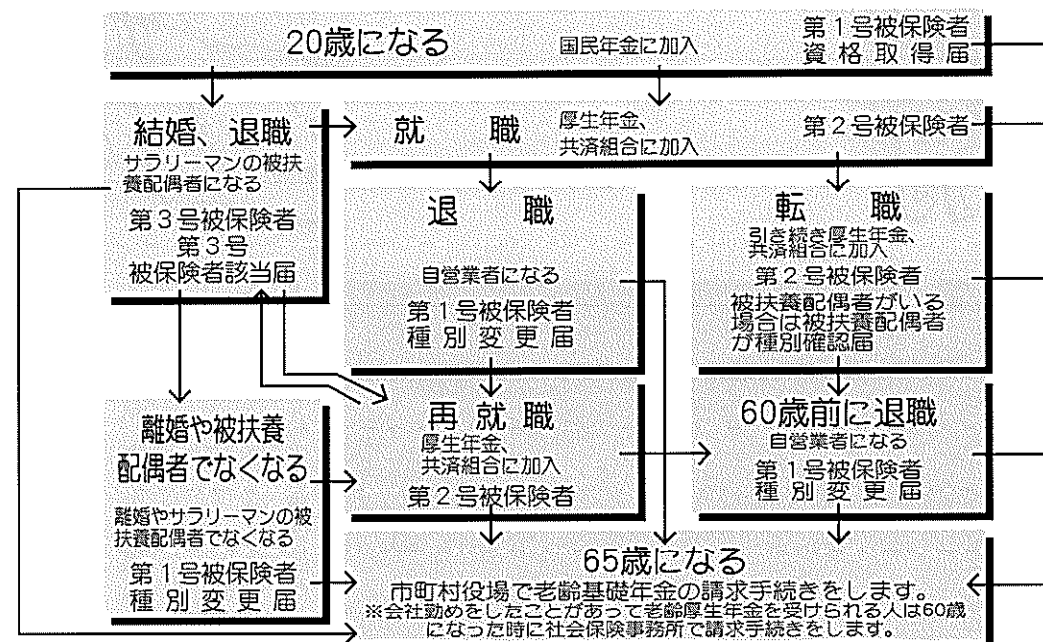 20歳になる
国民年金に加入
第1号被保険者
資格取得届
結婚、退職
サラリーマンの被扶
養配偶者になる
第3号被保険者
第3号
被保険者該当届
就職
厚生年金、
共済組合に加入
第2号被保険者
退職
自営業者になる
第1号被保険者
種別変更届
転職
引き続き厚生年金、
共済組合に加入
第2号被保険者
被扶養配偶者がいる
場合は被扶養配偶者
が種別確認届
離婚や被扶養
配偶者でなくなる
離婚やサラリーマンの被
扶養配偶者でなくなる
第1号被保険者
種別変更届
再就職
厚生年金、
共済組合に加入
第2号被保険者
60歳前に退職
自営業者になる
第1号被保険者
種別変更届
65歳になる
市町村役場で老齢基礎年金の請求手続きをします。
※会社勤めをしたことがあって老齢厚生年金を受けられる人は60歳
になった時に社会保険事務所で請求手続きをします。